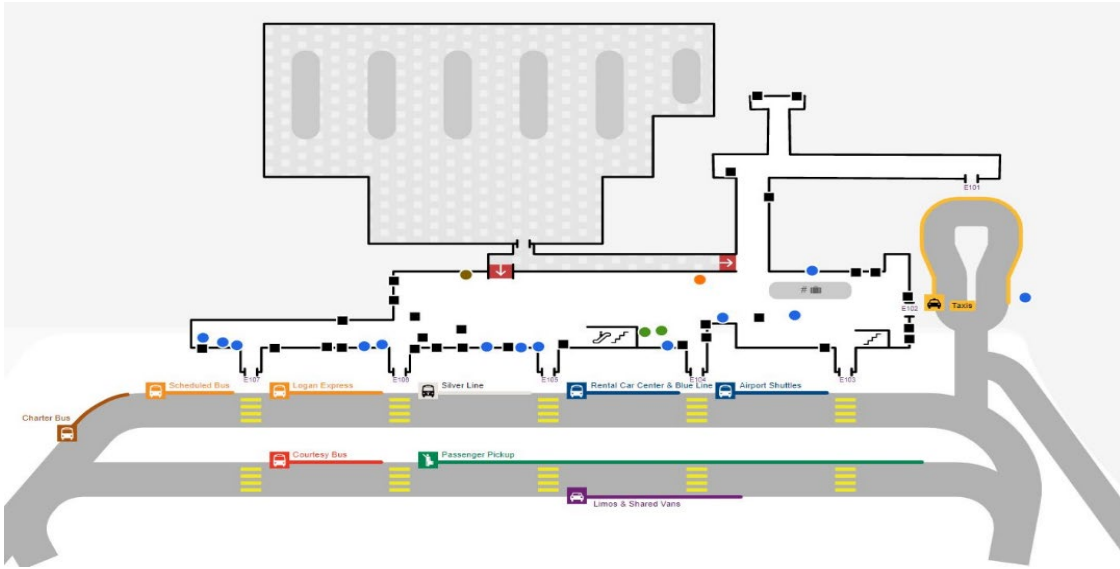 E101
#
E102
Taxis
E107
E106
E105
E104
E103
Scheduled Bus
Logan Express
Silver Line
Rental Car Center & Blue Line
Airport Shuttles
Charter Bus
Courtesy Bus
Passenger Pickup
Limos & Shared Vans